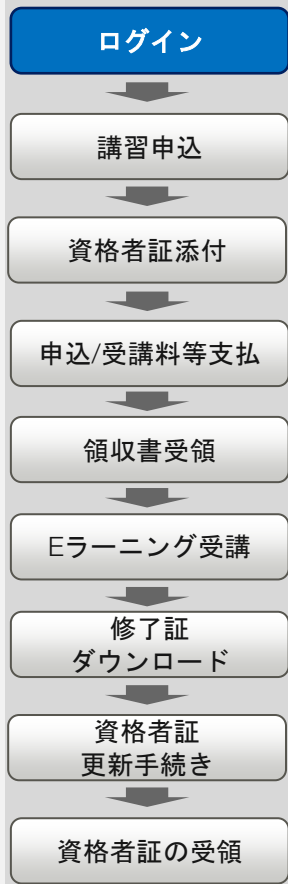 ログイン
講習申込
資格者証添付
申込/受講料等支払
領収書受領
Eラーニング受講
修了証
ダウンロード
資格者証
更新手続き
資格者証の受領